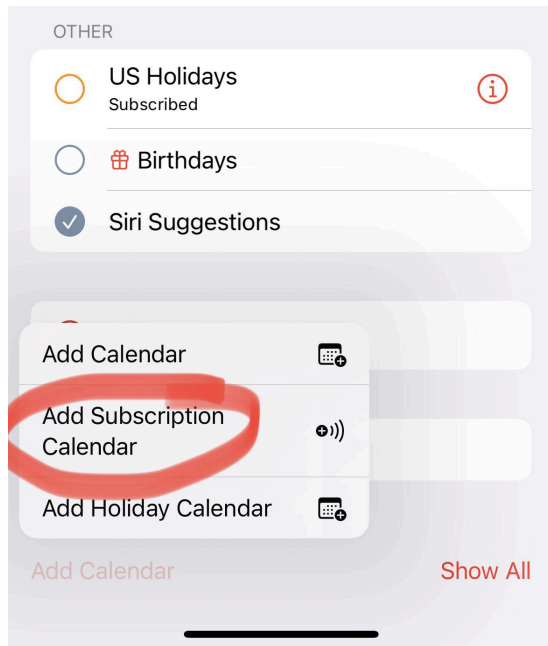 OTHER
US Holidays
Subscribed
Birthdays
Siri Suggestions
Add Calendar
Add Subscription
Calendar
Add Holiday Calendar
Add Calendar
Show All